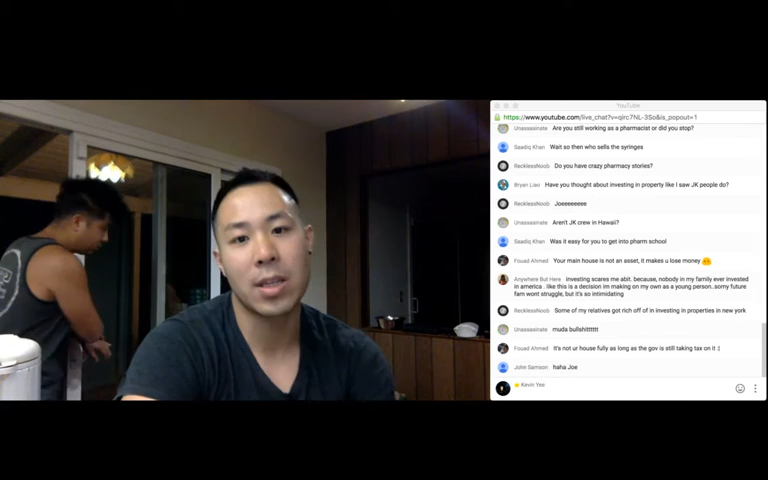 YouTube
https://www.youtube.com/live_chat?v=qirc7NL-3So&is_popout=1
Unassasinate Are you still working as a pharmacist or did you stop?
Saadiq Khan Wait so then who sells the syringes
RecklessNoob Do you have crazy pharmacy stories?
Bryan Liao Have you thought about investing in property like I saw JK people do?
RecklessNoob Joeeeeeeee
Unassasinate Aren't JK crew in Hawaii?
Saadiq Khan Was it easy for you to get into pharm school
Fouad Ahmed Your main house is not an asset, it makes u lose money
Anywhere But Here investing scares me abit, because, nobody in my family ever invested
in america . like this is a decision im making on my own as a young person..somy future
fam wont struggle, but it's so intimidating
RecklessNoob Some of my relatives got rich off of in investing in properties in new york
Unassasinate muda bullshitttttt
Fouad Ahmed It's not ur house fully as long as the gov is still taking tax on it :)
John Samson haha Joe
Kevin Yee